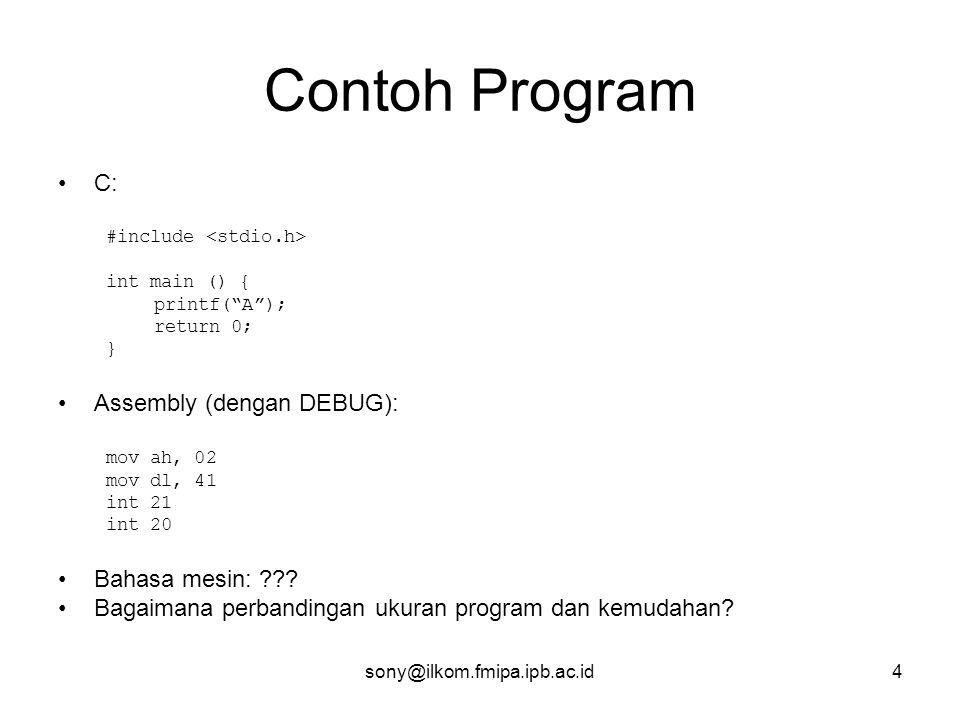 Contoh Program
• C:
#include <stdio.h>
int main () {
printf(“A”);
return 0;
}
• Assembly (dengan DEBUG):
mov ah, 02
mov dl, 41
int 21
int 20
• Bahasa mesin: ???
• Bagaimana perbandingan ukuran program dan kemudahan?
sony@ilkom.fmipa.ipb.ac.id 4